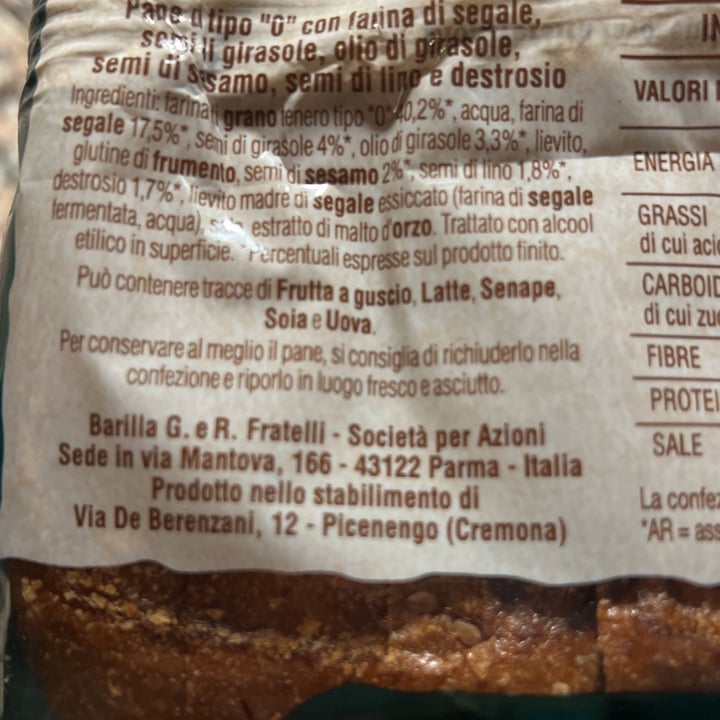 Pane di tipo "0" con farina di segale,
semi di girasole, olio di girasole,
semi di sesamo, semi di lino e destrosio
Ingredienti: farina di grano tenero tipo "0" 40,2%*, acqua, farina di
segale 17,5%*, semi di girasole 4%*, olio di girasole 3,3%*, lievito,
glutine di frumento, semi di sesamo 2%*, semi di lino 1,8%*,
destrosio 1,7%*, lievito madre di segale essiccato (farina di segale
fermentata, acqua), estratto di malto d'orzo. Trattato con alcool
etilico in superficie. *Percentuali espresse sul prodotto finito.
Può contenere tracce di Frutta a guscio, Latte, Senape,
Soia e Uova.
Per conservare al meglio il pane, si consiglia di richiuderlo nella
confezione e riporlo in luogo fresco e asciutto.
Barilla G. e R. Fratelli - Società per Azioni
Sede in via Mantova, 166 - 43122 Parma - Italia
Prodotto nello stabilimento di
Via De Berenzani, 12 - Picenengo (Cremona)
VALORI
ENERGIA
GRASSI
di cui
CARBOID
di cui
FIBRE
PROTEI
SALE
La confez
*AR = ass